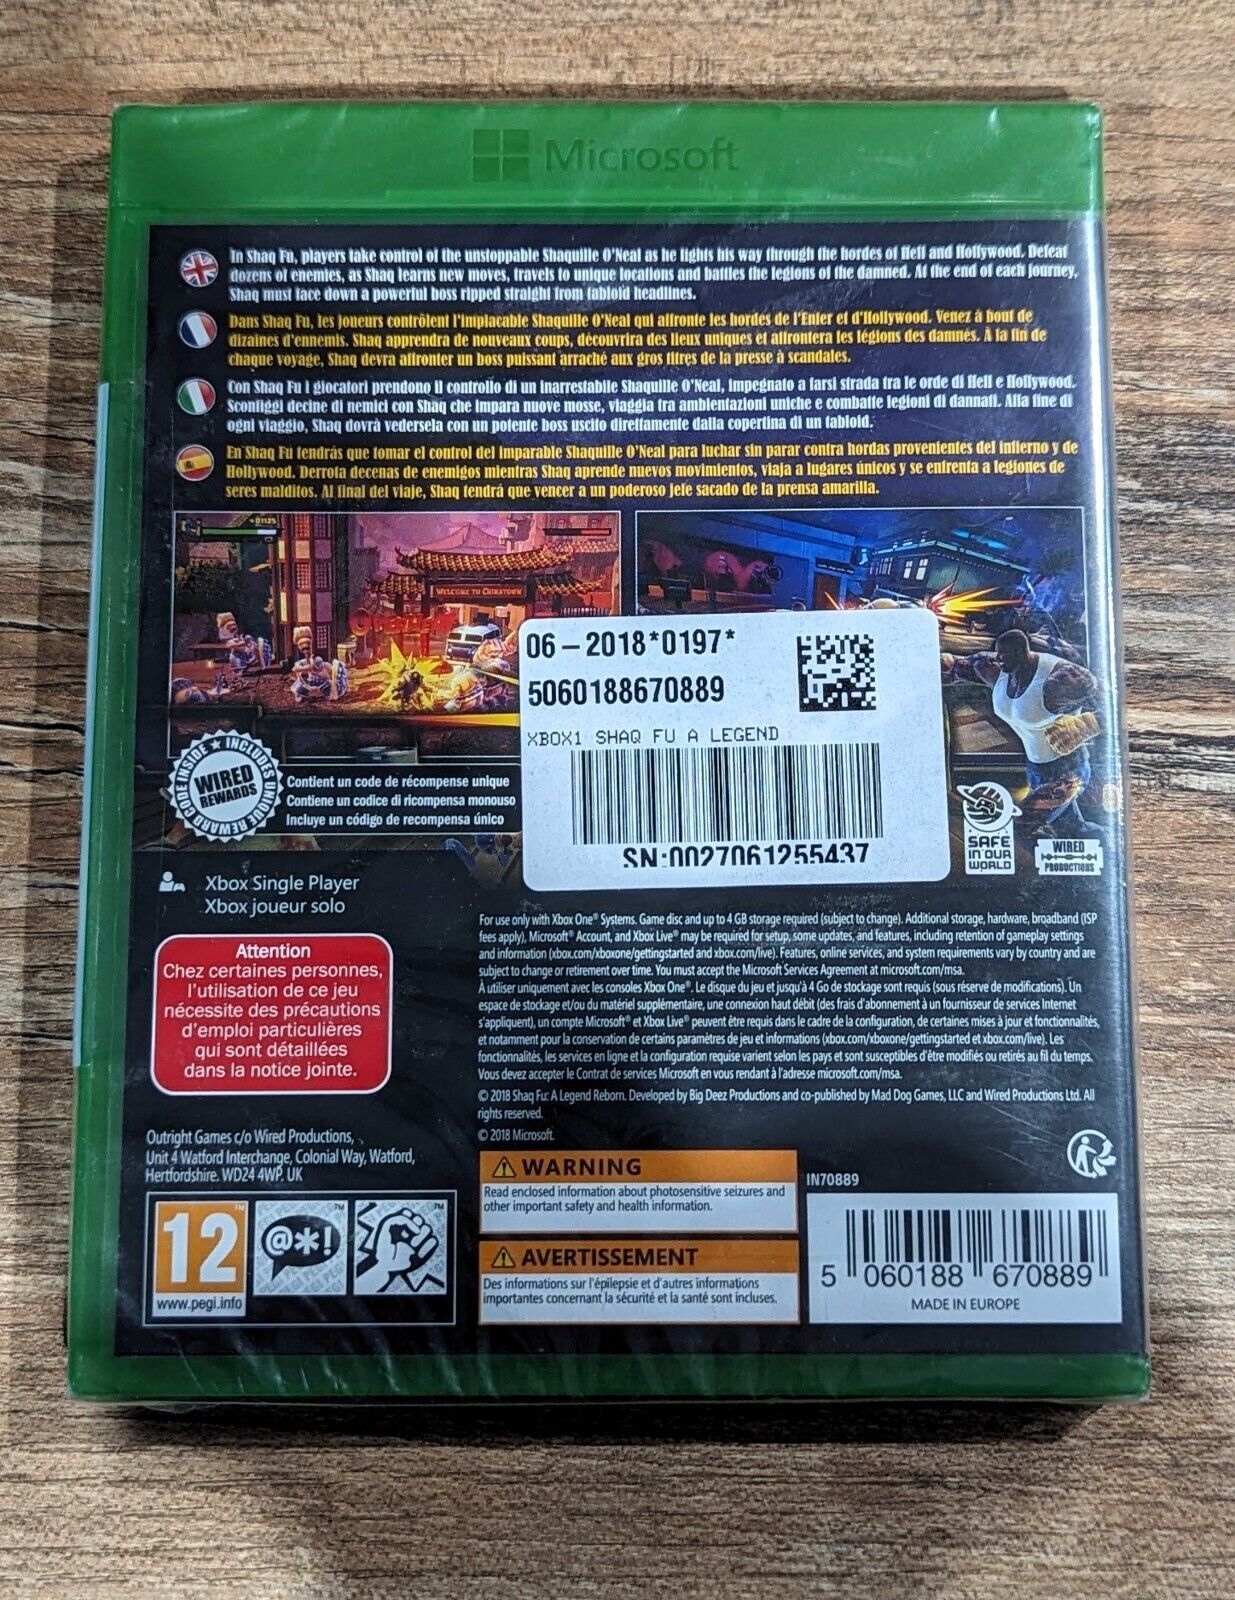 Microsoft
In Shaq Fu, players take control of the unstoppable Shaquille O'Neal as he fights his way through the hordes of Hell and Hollywood. Defeat
dozens of enemies, as Shaq learns new moves, travels to unique locations and battles the legions of the damned. At the end of each journey,
Shaq must face down a powerful boss ripped straight from tabloid headlines.
Dans Shaq Fu, les joueurs contrôlent l'implacable Shaquille O'Neal qui affronte les hordes de l'Enfer et d'Hollywood. Venez à bout de
dizaines d'ennemis. Shaq apprendra de nouveaux coups, découvrira des lieux uniques et affrontera les légions des damnés. À la fin de
chaque voyage, Shaq devra affronter un boss puissant arraché aux gros titres de la presse à scandales.
Con Shaq Fu i giocatori prendono il controllo di un inarrestabile Shaquille O'Neal, impegnato a farsi strada tra le orde di Hell e Hollywood.
Sconfiggi decine di nemici con Shaq che impara nuove mosse, viaggia tra ambientazioni uniche e combatte legioni di dannati. Alla fine di
ogni viaggio, Shaq dovrà vedersela con un potente boss uscito direttamente dalla copertina di un tabloid.
En Shaq Fu tendrás que tomar el control del imparable Shaquille O'Neal para luchar sin parar contra hordas provenientes del infierno y de
Hollywood. Derrota decenas de enemigos mientras Shaq aprende nuevos movimientos, viaja a lugares únicos y se enfrenta a legiones de
seres malditos. Al final del viaje, Shaq tendrá que vencer a un poderoso jefe sacado de la prensa amarilla.
WELCOME TO CHINATOWN
06-2018*0197*
5060188670889
XBOX1 SHAQ FU A LEGEND
SN:0027061255437
INCLUDES UNIQUE REWARD CODE INSIDE
WIRED
REWARDS
Contient un code de récompense unique
Contiene un codice di ricompensa monouso
Incluye un código de recompensa único
SAFE
IN OUR
WORLD
WIRED
PRODUCTIONS
Xbox Single Player
Xbox joueur solo
Attention
Chez certaines personnes,
l'utilisation de ce jeu
nécessite des précautions
d'emploi particulières
qui sont détaillées
dans la notice jointe.
For use only with Xbox One® Systems. Game disc and up to 4 GB storage required (subject to change). Additional storage, hardware, broadband (ISP
fees apply), Microsoft® Account, and Xbox Live® may be required for setup, some updates, and features, including retention of gameplay settings
and information (xbox.com/xboxone/gettingstarted and xbox.com/live). Features, online services, and system requirements vary by country and are
subject to change or retirement over time. You must accept the Microsoft Services Agreement at microsoft.com/msa.
À utiliser uniquement avec les consoles Xbox One®. Le disque du jeu et jusqu'à 4 Go de stockage sont requis (sous réserve de modifications). Un
espace de stockage et/ou du matériel supplémentaire, une connexion haut débit (des frais d'abonnement à un fournisseur de services Internet
s'appliquent), un compte Microsoft® et Xbox Live® peuvent être requis dans le cadre de la configuration, de certaines mises à jour et fonctionnalités,
et notamment pour la conservation de certains paramètres de jeu et informations (xbox.com/xboxone/gettingstarted et xbox.com/live). Les
fonctionnalités, les services en ligne et la configuration requise varient selon les pays et sont susceptibles d'être modifiés ou retirés au fil du temps.
Vous devez accepter le Contrat de services Microsoft en vous rendant à l'adresse microsoft.com/msa.
© 2018 Shaq Fu: A Legend Reborn. Developed by Big Deez Productions and co-published by Mad Dog Games, LLC and Wired Productions Ltd. All
rights reserved.
© 2018 Microsoft.
Outright Games c/o Wired Productions,
Unit 4 Watford Interchange, Colonial Way, Watford,
Hertfordshire. WD24 4WP. UK
12
www.pegi.info
@*!
WARNING
Read enclosed information about photosensitive seizures and
other important safety and health information.
AVERTISSEMENT
Des informations sur l'épilepsie et d'autres informations
importantes concernant la sécurité et la santé sont incluses.
IN70889
5 060188 670889
MADE IN EUROPE